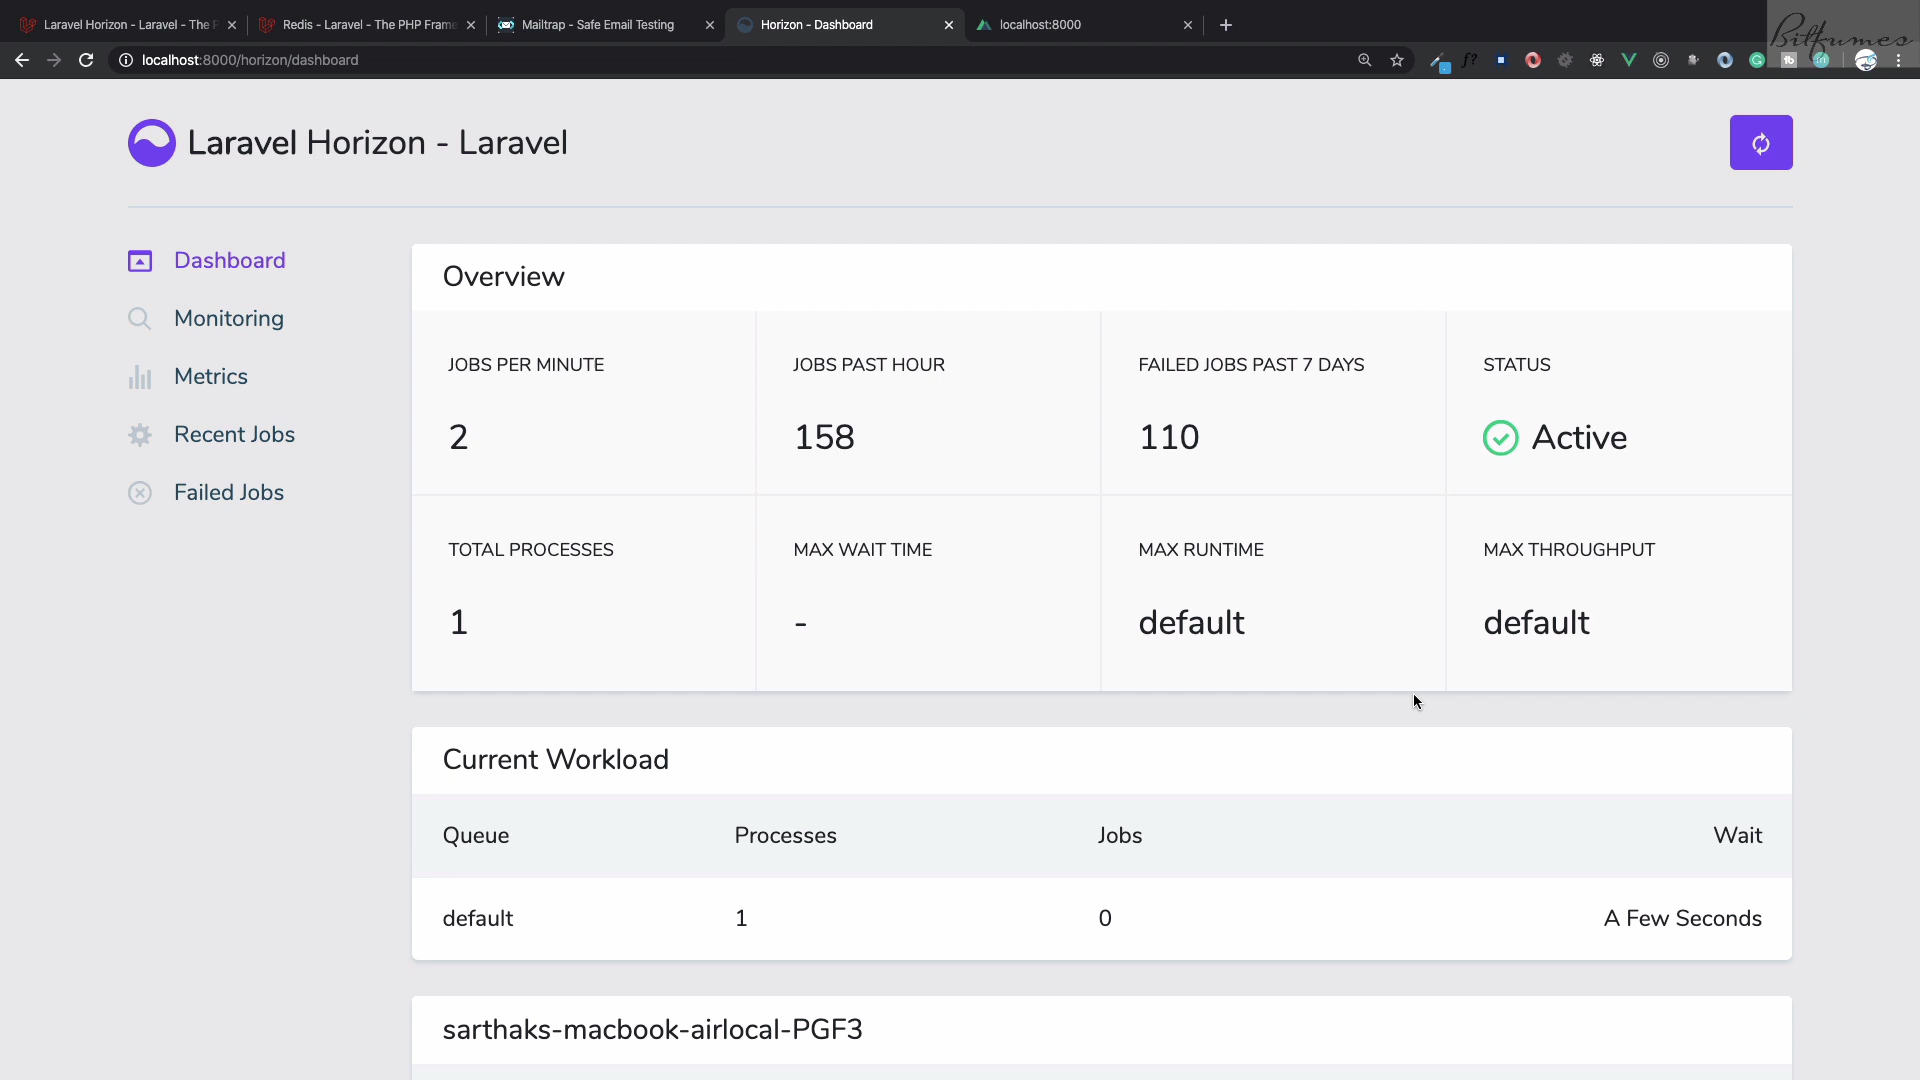 Laravel Horizon - Laravel - The P
Redis - Laravel - The PHP Frame
Mailtrap - Safe Email Testing
Horizon - Dashboard
localhost:8000
Bitfumes
localhost:8000/horizon/dashboard
Laravel Horizon - Laravel
Dashboard
Monitoring
Metrics
Recent Jobs
Failed Jobs
Overview
JOBS PER MINUTE
2
JOBS PAST HOUR
158
FAILED JOBS PAST 7 DAYS
110
STATUS
Active
TOTAL PROCESSES
1
MAX WAIT TIME
-
MAX RUNTIME
default
MAX THROUGHPUT
default
Current Workload
Queue Processes Jobs Wait
default 1 0 A Few Seconds
sarthaks-macbook-airlocal-PGF3